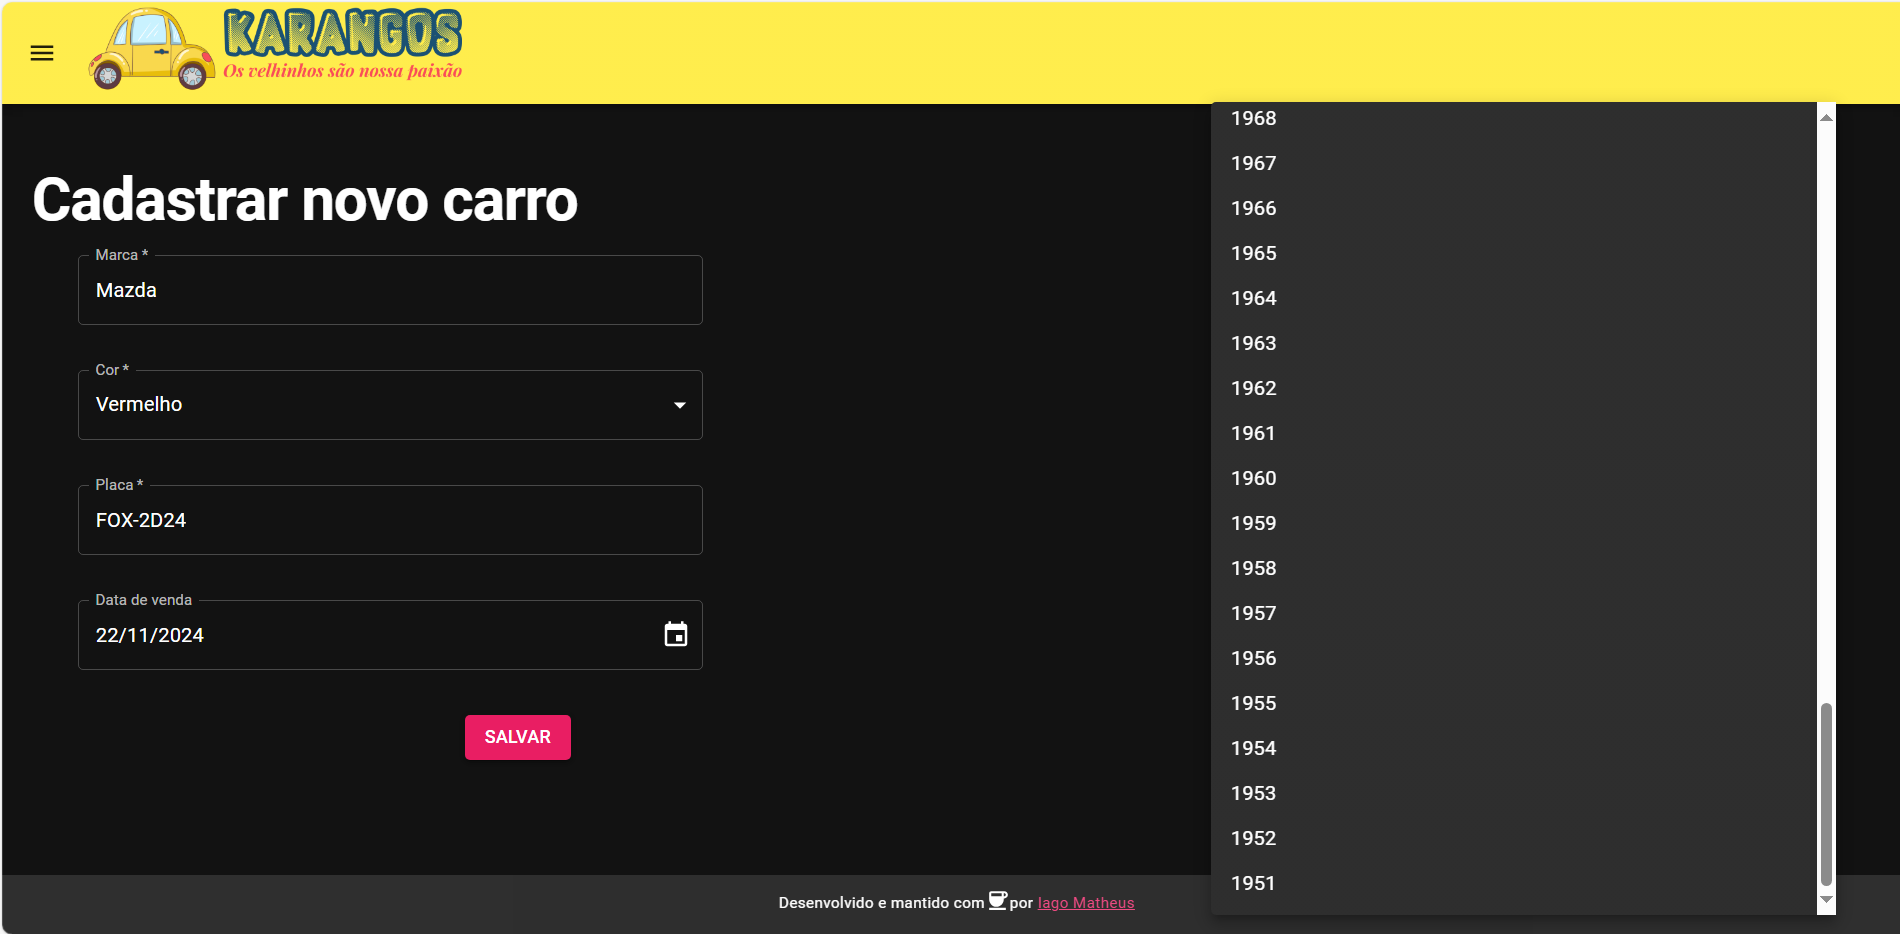 KARANGOS
Os velhinhos são nossa paixão
Cadastrar novo carro
Marca *
Mazda
Cor *
Vermelho
Placa *
FOX-2D24
Data de venda
22/11/2024
SALVAR
1968
1967
1966
1965
1964
1963
1962
1961
1960
1959
1958
1957
1956
1955
1954
1953
1952
1951
Desenvolvido e mantido com por Iago Matheus